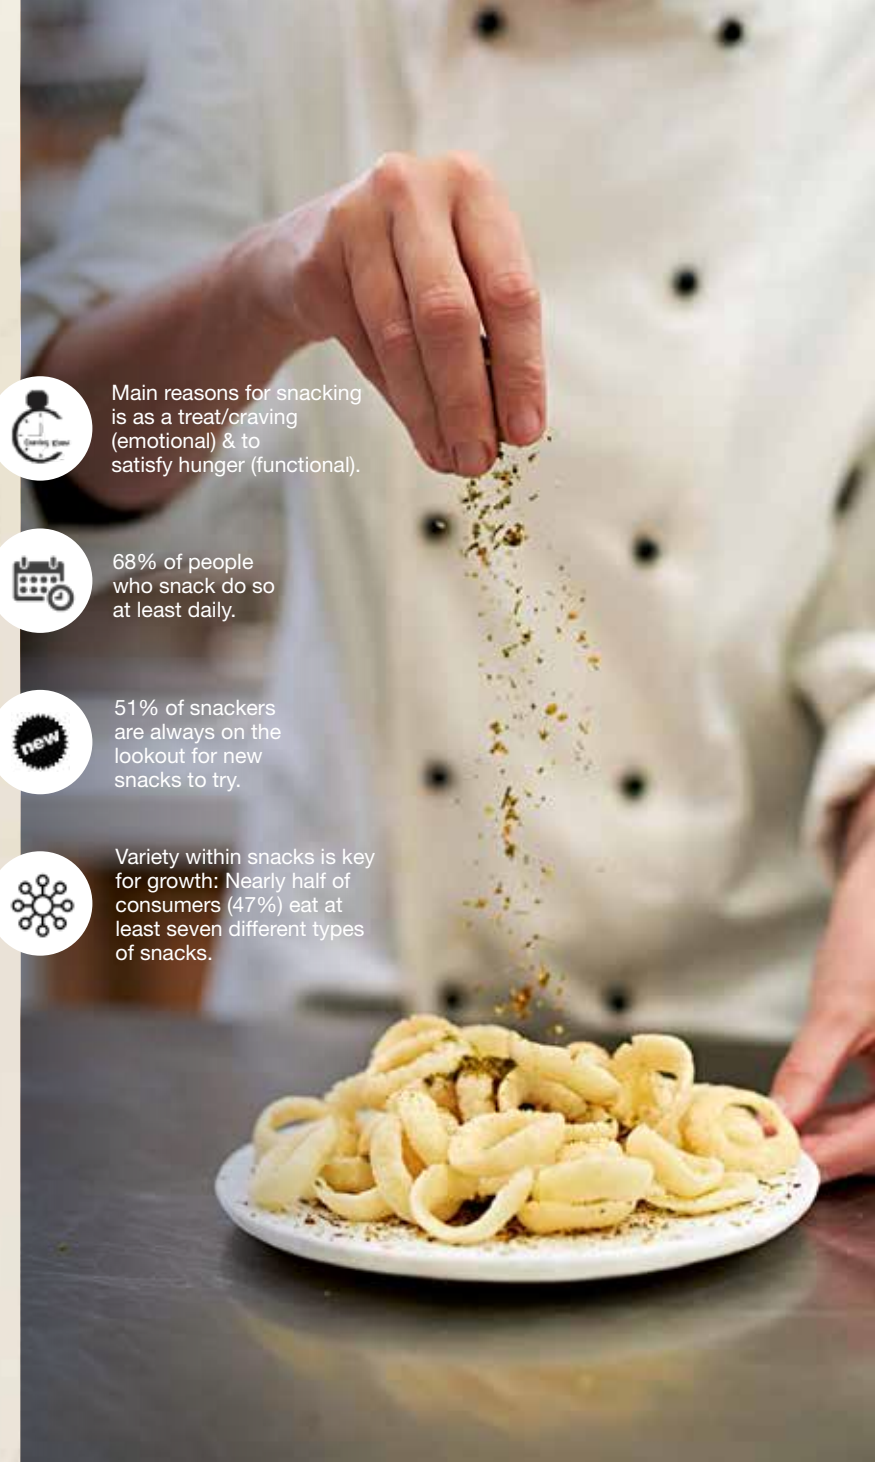 Main reasons for snacking
is as a treat/craving
(emotional) & to
satisfy hunger (functional).
68% of people
who snack do so
at least daily.
new
51% of snackers
are always on the
lookout for new
snacks to try.
Variety within snacks is key
for growth: Nearly half of
consumers (47%) eat at
least seven different types
of snacks.